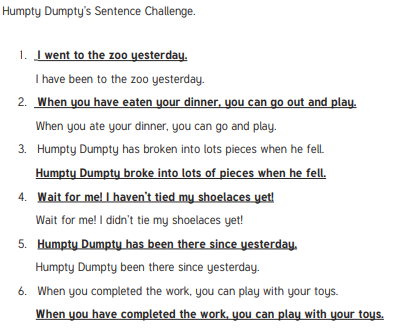 Humpty Dumpty's Sentence Challenge.
1. I went to the zoo yesterday.
I have been to the zoo yesterday.
2. When you have eaten your dinner, you can go out and play.
When you ate your dinner, you can go and play.
3. Humpty Dumpty has broken into lots pieces when he fell.
Humpty Dumpty broke into lots of pieces when he fell.
4. Wait for me! I haven't tied my shoelaces yet!
Wait for me! I didn't tie my shoelaces yet!
5. Humpty Dumpty has been there since yesterday.
Humpty Dumpty been there since yesterday.
6. When you completed the work, you can play with your toys.
When you have completed the work, you can play with your toys.